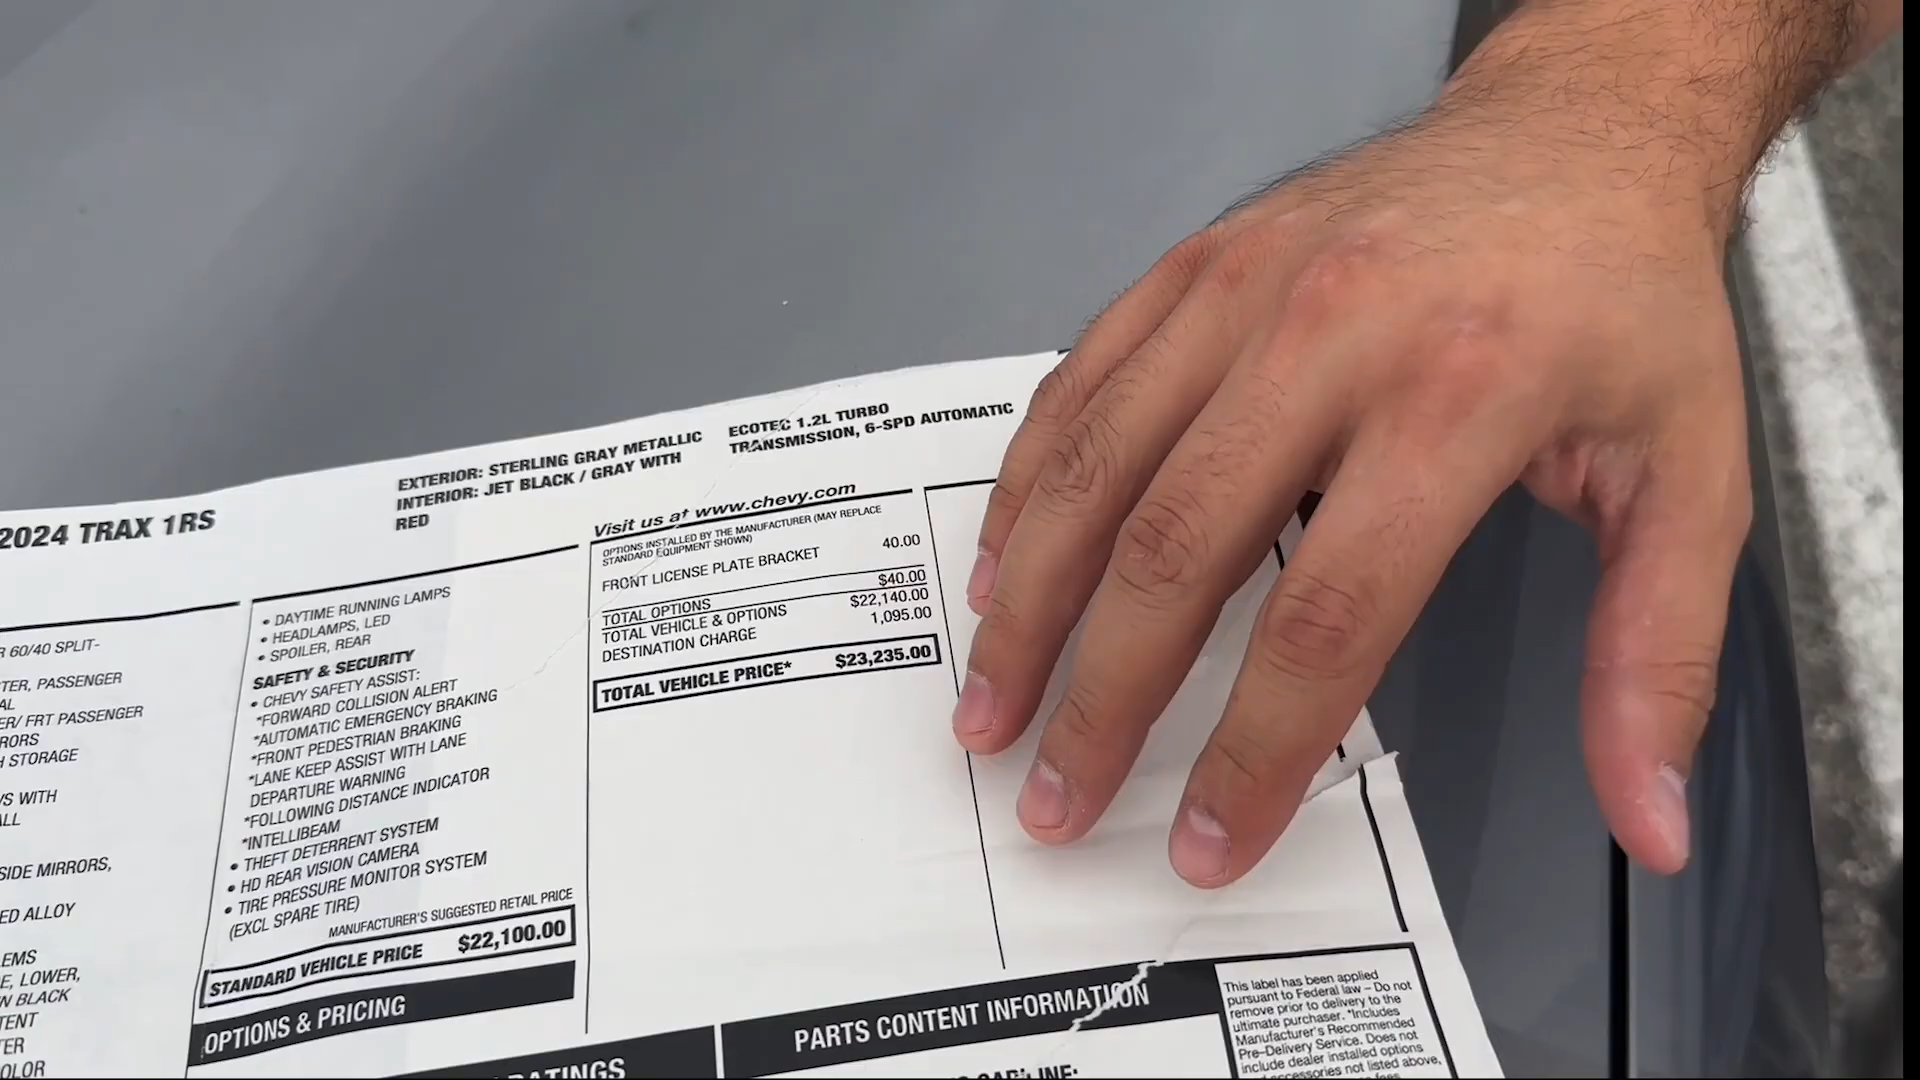 2024 TRAX 1RS
EXTERIOR: STERLING GRAY METALLIC
INTERIOR: JET BLACK / GRAY WITH
RED
ECOTEC 1.2L TURBO
TRANSMISSION, 6-SPD AUTOMATIC
R 60/40 SPLIT-
TER, PASSENGER
AL
ER/ FRT PASSENGER
RORS
H STORAGE
/S WITH
ALL
SIDE MIRRORS,
ED ALLOY
EMS
E, LOWER,
N BLACK
TENT
TER
OLOR
• DAYTIME RUNNING LAMPS
• HEADLAMPS, LED
• SPOILER, REAR
SAFETY & SECURITY
• CHEVY SAFETY ASSIST:
*FORWARD COLLISION ALERT
*AUTOMATIC EMERGENCY BRAKING
*FRONT PEDESTRIAN BRAKING
*LANE KEEP ASSIST WITH LANE
DEPARTURE WARNING
*FOLLOWING DISTANCE INDICATOR
*INTELLIBEAM
• THEFT DETERRENT SYSTEM
• HD REAR VISION CAMERA
• TIRE PRESSURE MONITOR SYSTEM
(EXCL SPARE TIRE)
MANUFACTURER'S SUGGESTED RETAIL PRICE
STANDARD VEHICLE PRICE $22,100.00
OPTIONS & PRICING
Visit us at www.chevy.com
OPTIONS INSTALLED BY THE MANUFACTURER (MAY REPLACE
STANDARD EQUIPMENT SHOWN)
FRONT LICENSE PLATE BRACKET 40.00
TOTAL OPTIONS $40.00
TOTAL VEHICLE & OPTIONS $22,140.00
DESTINATION CHARGE 1,095.00
TOTAL VEHICLE PRICE* $23,235.00
RATINGS
PARTS CONTENT INFORMATION
CARLINE:
This label has been applied
pursuant to Federal law – Do not
remove prior to delivery to the
ultimate purchaser. *Includes
Manufacturer's Recommended
Pre-Delivery Service. Does not
include dealer installed options
accessories not listed above,